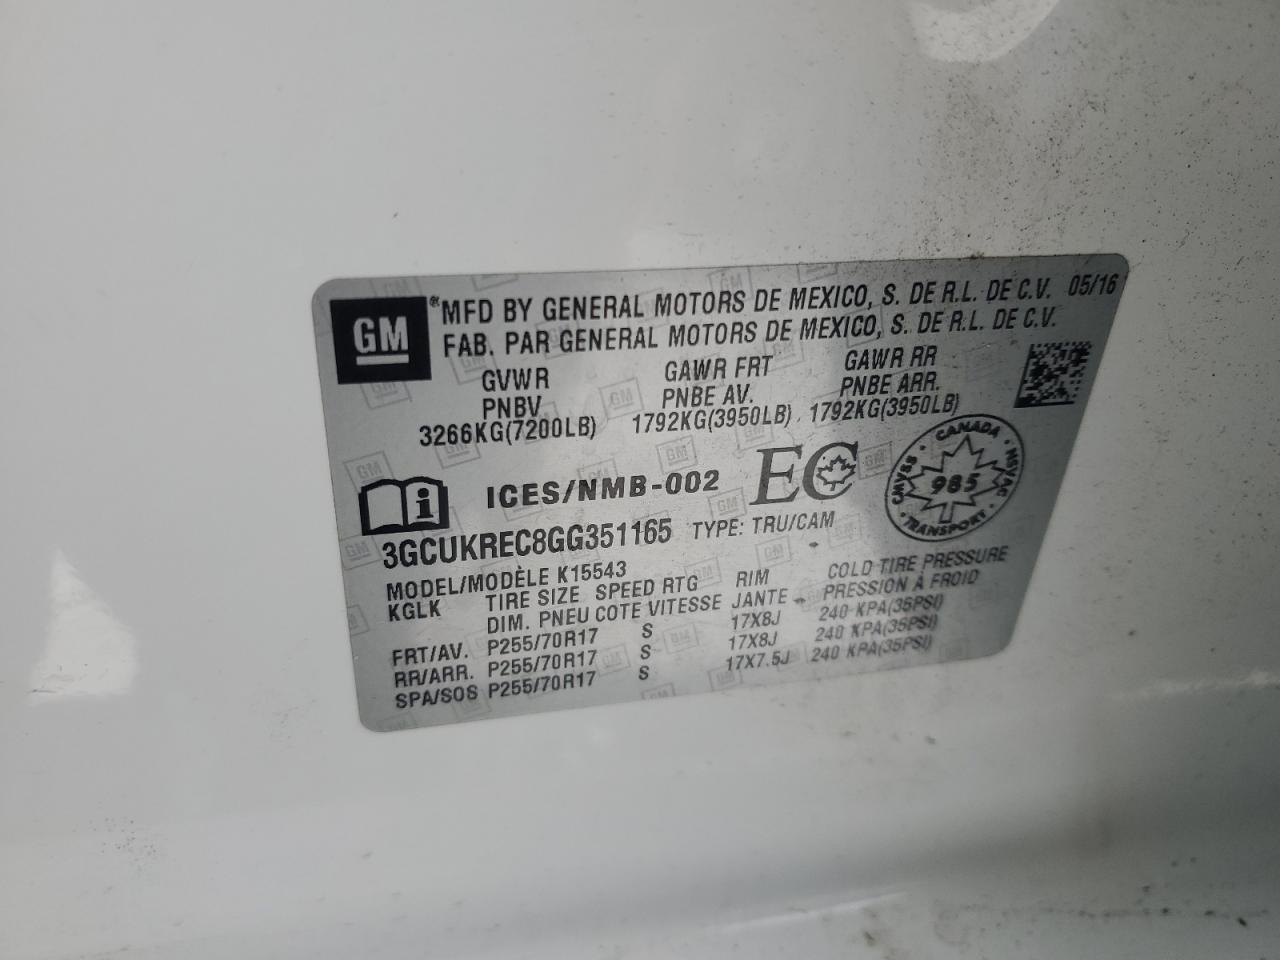 GM
®MFD BY GENERAL MOTORS DE MEXICO, S. DE R.L. DE C.V. 05/16
FAB. PAR GENERAL MOTORS DE MEXICO, S. DE R.L. DE C.V.
GVWR GAWR FRT GAWR RR
PNBV PNBE AV. PNBE ARR.
3266KG(7200LB) 1792KG(3950LB) 1792KG(3950LB)
ICES/NMB-002 EC
CANADA CMVSS NSVAC 985 TRANSPORT
3GCUKREC8GG351165 TYPE: TRU/CAM
MODEL/MODÈLE K15543
KGLK TIRE SIZE SPEED RTG RIM COLD TIRE PRESSURE
DIM. PNEU COTE VITESSE JANTE PRESSION À FROID
FRT/AV. P255/70R17 S 17X8J 240 KPA(35PSI)
RR/ARR. P255/70R17 S 17X8J 240 KPA(35PSI)
SPA/SOS P255/70R17 S 17X7.5J 240 KPA(35PSI)